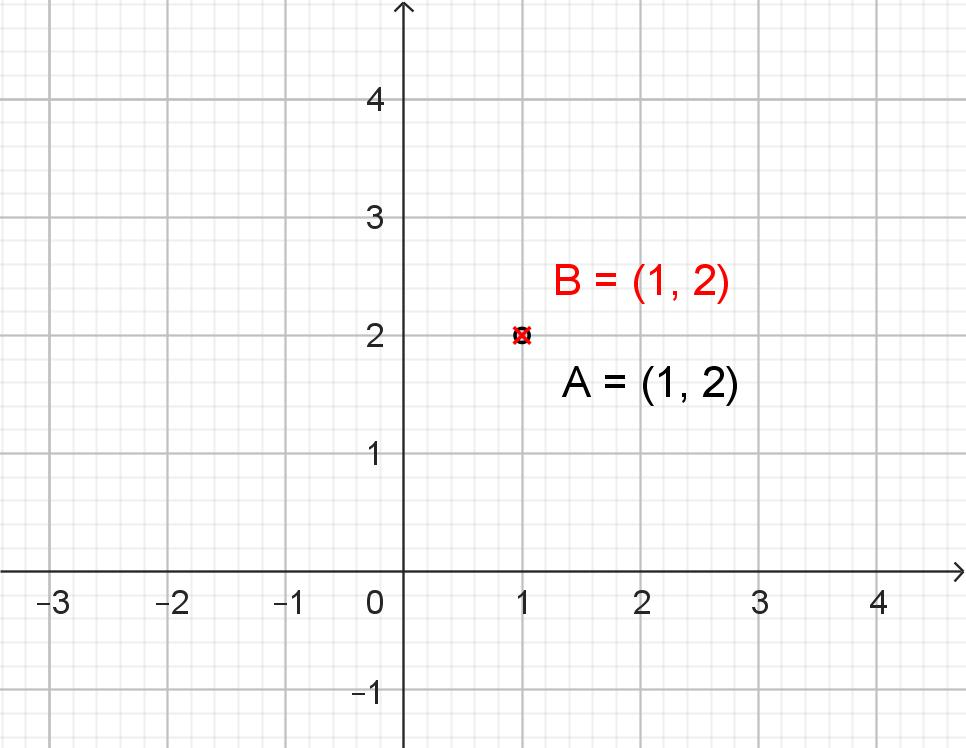 4
3
B = (1, 2)
2
A = (1, 2)
1
−3 −2 −1 0 1 2 3 4
−1